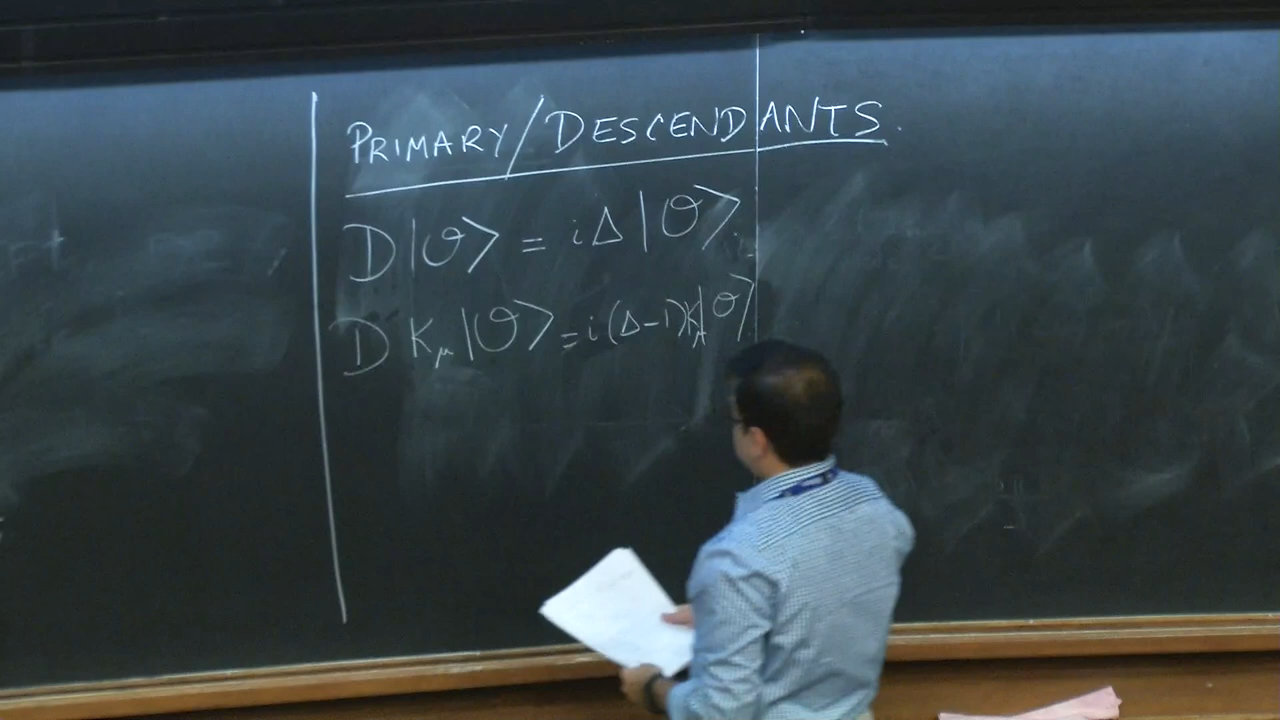 PRIMARY/DESCENDANTS.
D|O⟩ = iΔ|O⟩.
D K_μ|O⟩ = i(Δ-1)K_μ|O⟩